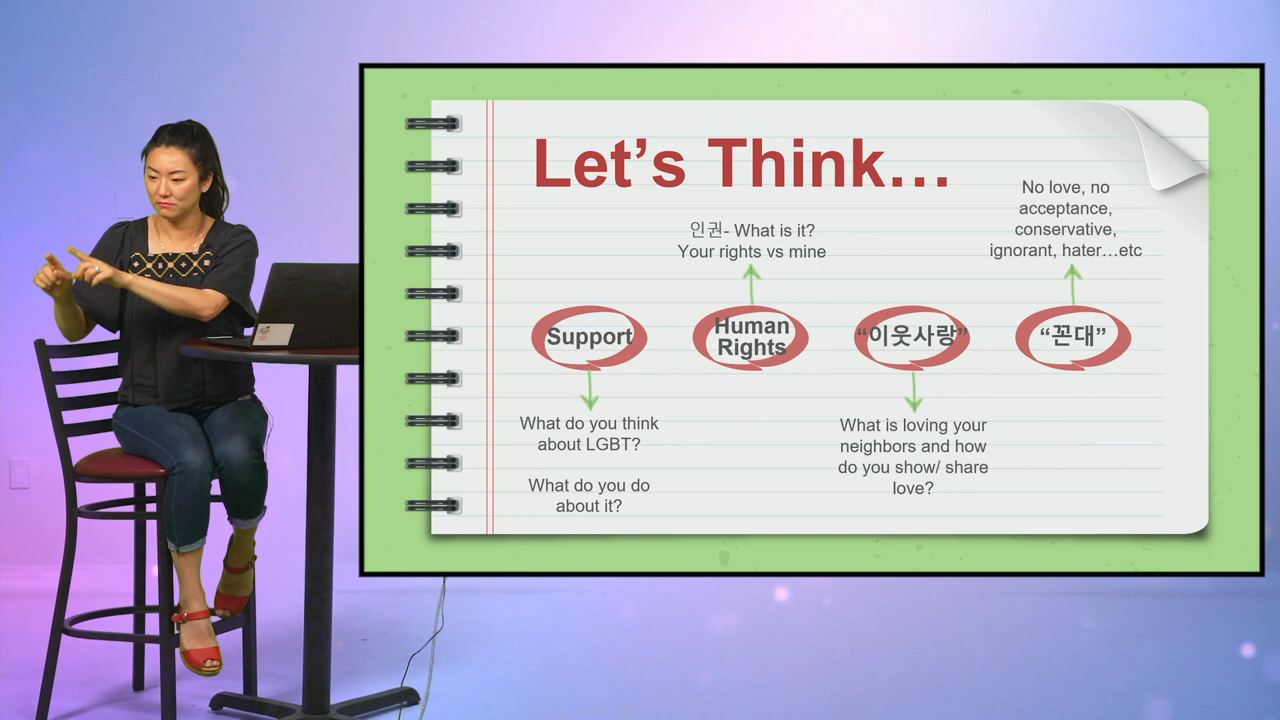 Let's Think…
No love, no
acceptance,
conservative,
ignorant, hater…etc
인권- What is it?
Your rights vs mine
Support
Human
Rights
“이웃사랑”
“꼰대”
What do you think
about LGBT?
What do you do
about it?
What is loving your
neighbors and how
do you show/ share
love?